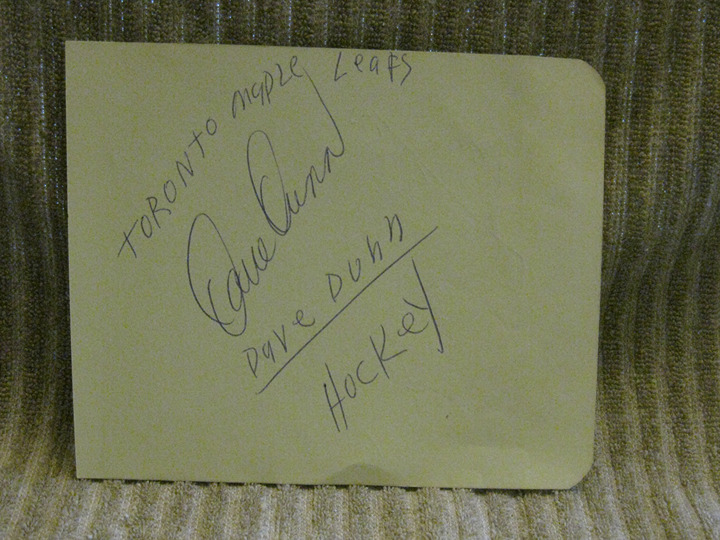 TORONTO MAPLE LEAFS
Dave Dunn
DAVE DUNN
HOCKEY